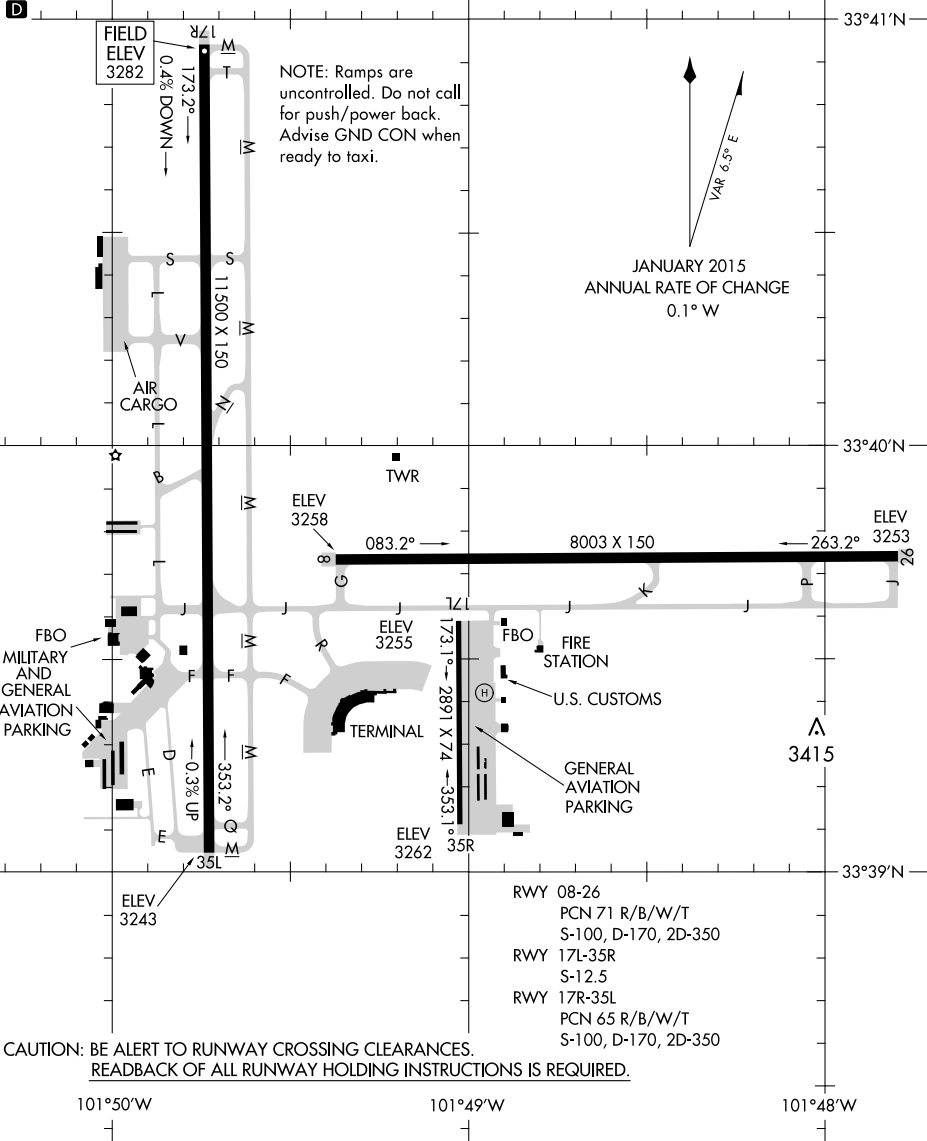 D
33°41'N
17R
FIELD
ELEV
3282
M
T
173.2°
0.4% DOWN
NOTE: Ramps are
uncontrolled. Do not call
for push/power back.
Advise GND CON when
ready to taxi.
M
VAR 6.5° E
JANUARY 2015
ANNUAL RATE OF CHANGE
0.1° W
S
S
L
11500 X 150
M
V
AIR
CARGO
N
L
33°40'N
B
M
TWR
ELEV
3258
ELEV
3253
083.2°
8003 X 150
263.2°
8
26
L
G
K
P
J
J
J
J
17L
J
J
FBO
MILITARY
AND
GENERAL
AVIATION
PARKING
M
R
ELEV
3255
173.1°
FBO
FIRE
STATION
F
F
F
H
U.S. CUSTOMS
TERMINAL
2891 X 74
M
3415
E
D
0.3% UP
353.2°
GENERAL
AVIATION
PARKING
353.1°
E
Q
M
35L
ELEV
3262
35R
33°39'N
ELEV
3243
RWY 08-26
PCN 71 R/B/W/T
S-100, D-170, 2D-350
RWY 17L-35R
S-12.5
RWY 17R-35L
PCN 65 R/B/W/T
S-100, D-170, 2D-350
CAUTION: BE ALERT TO RUNWAY CROSSING CLEARANCES.
READBACK OF ALL RUNWAY HOLDING INSTRUCTIONS IS REQUIRED.
101°50'W
101°49'W
101°48'W